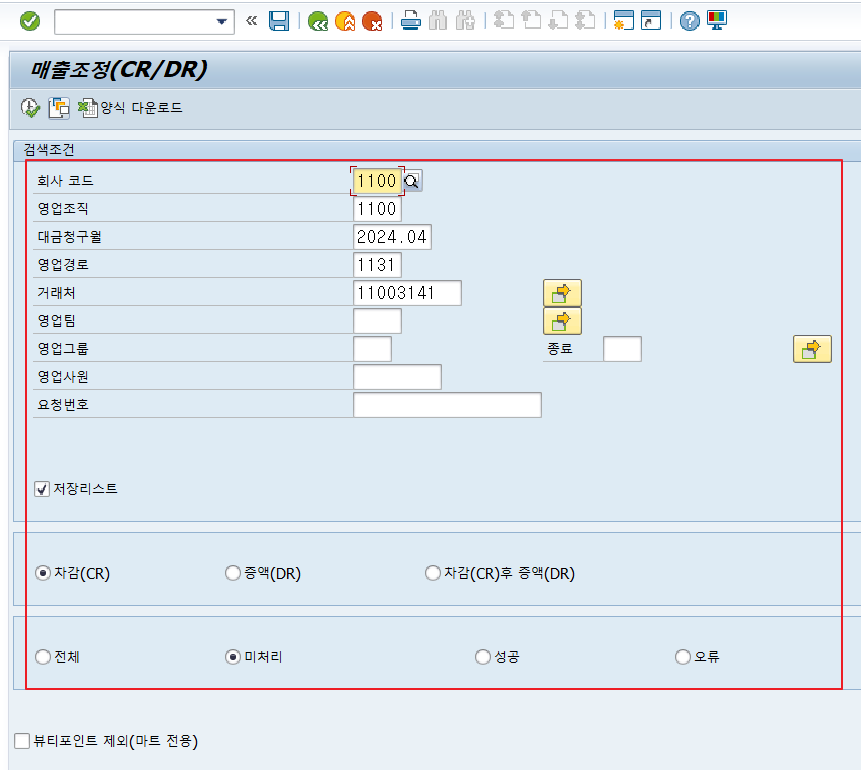 매출조정(CR/DR)
양식 다운로드
검색조건
회사 코드 1100
영업조직 1100
대금청구월 2024.04
영업경로 1131
거래처 11003141
영업팀
영업그룹 종료
영업사원
요청번호
저장리스트
차감(CR) 증액(DR) 차감(CR)후 증액(DR)
전체 미처리 성공 오류
뷰티포인트 제외(마트 전용)